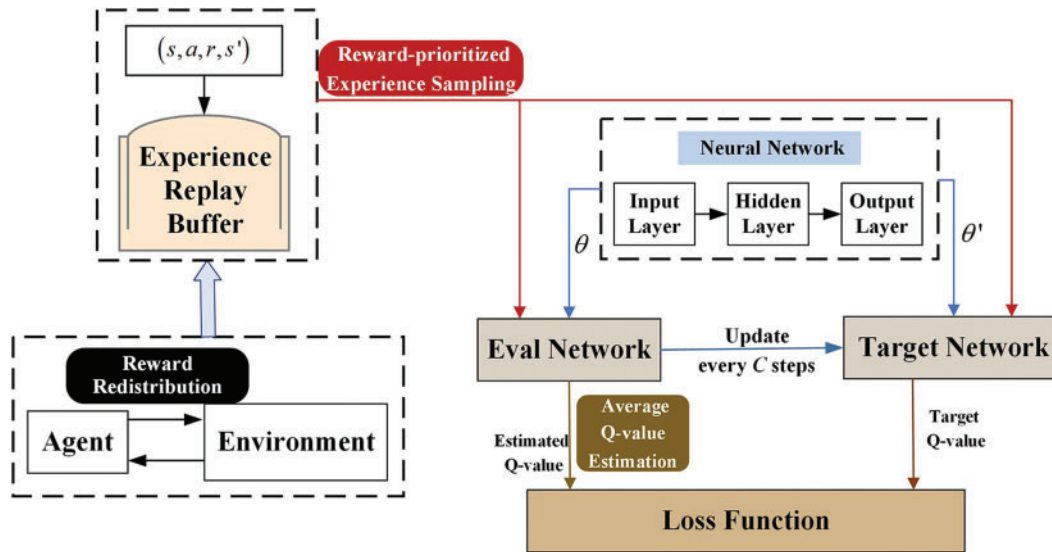 (s,a,r,s')
Experience
Replay
Buffer
Reward-prioritized
Experience Sampling
Neural Network
Input
Layer
Hidden
Layer
Output
Layer
θ
θ'
Reward
Redistribution
Agent
Environment
Eval Network
Update
every C steps
Target Network
Estimated
Q-value
Average
Q-value
Estimation
Target
Q-value
Loss Function